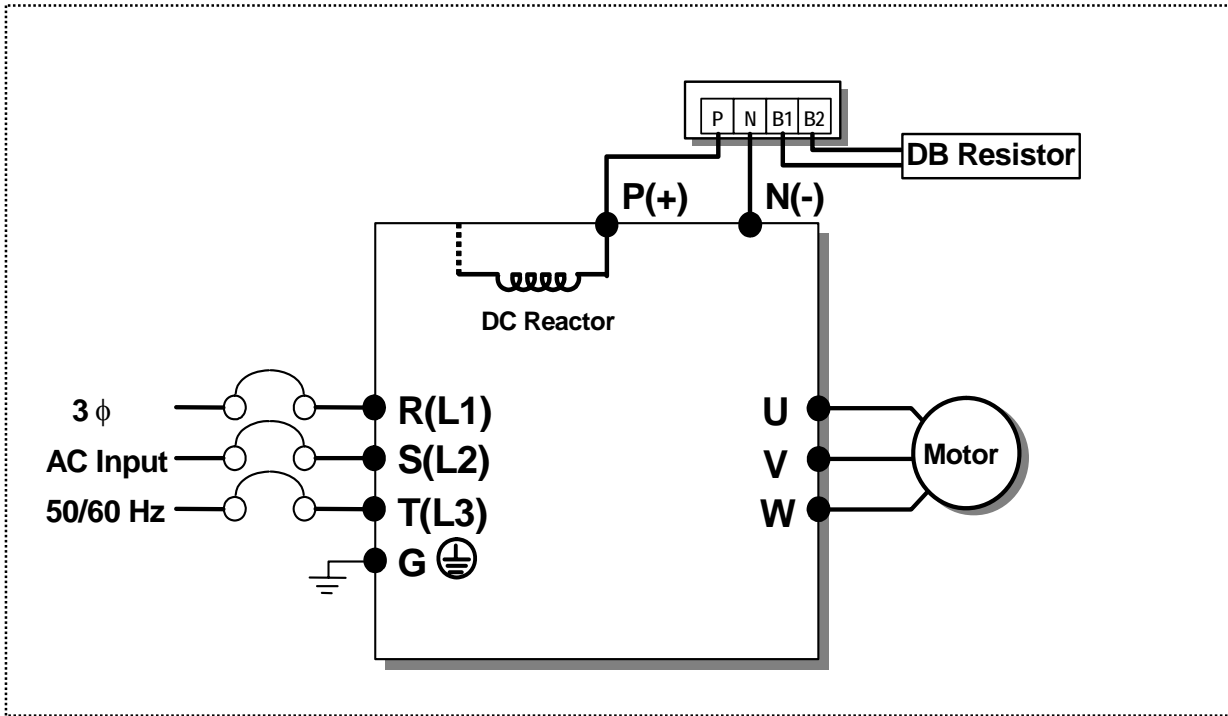 P N B1 B2
DB Resistor
P(+) N(-)
DC Reactor
3 ϕ
R(L1)
U
AC Input
S(L2)
V
Motor
50/60 Hz
T(L3)
W
G